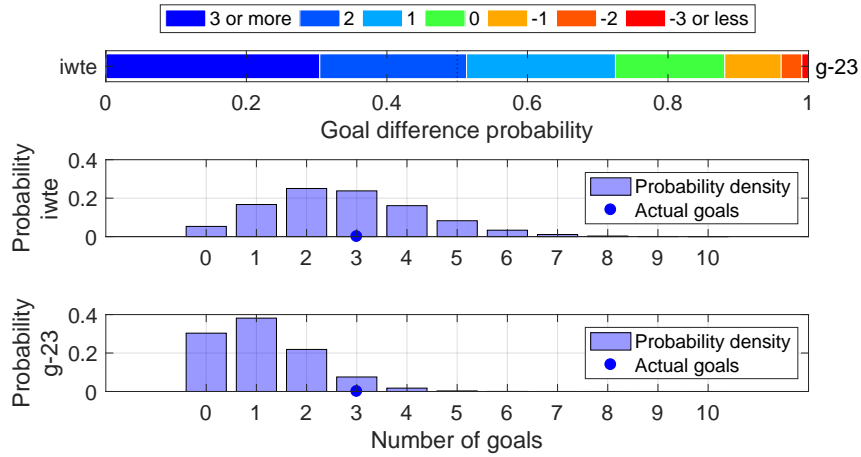 3 or more 2 1 0 -1 -2 -3 or less
iwte g-23
0 0.2 0.4 0.6 0.8 1
Goal difference probability
Probability
iwte
0.4
0.2
0
Probability density
Actual goals
0 1 2 3 4 5 6 7 8 9 10
Probability
g-23
0.4
0.2
0
Probability density
Actual goals
0 1 2 3 4 5 6 7 8 9 10
Number of goals